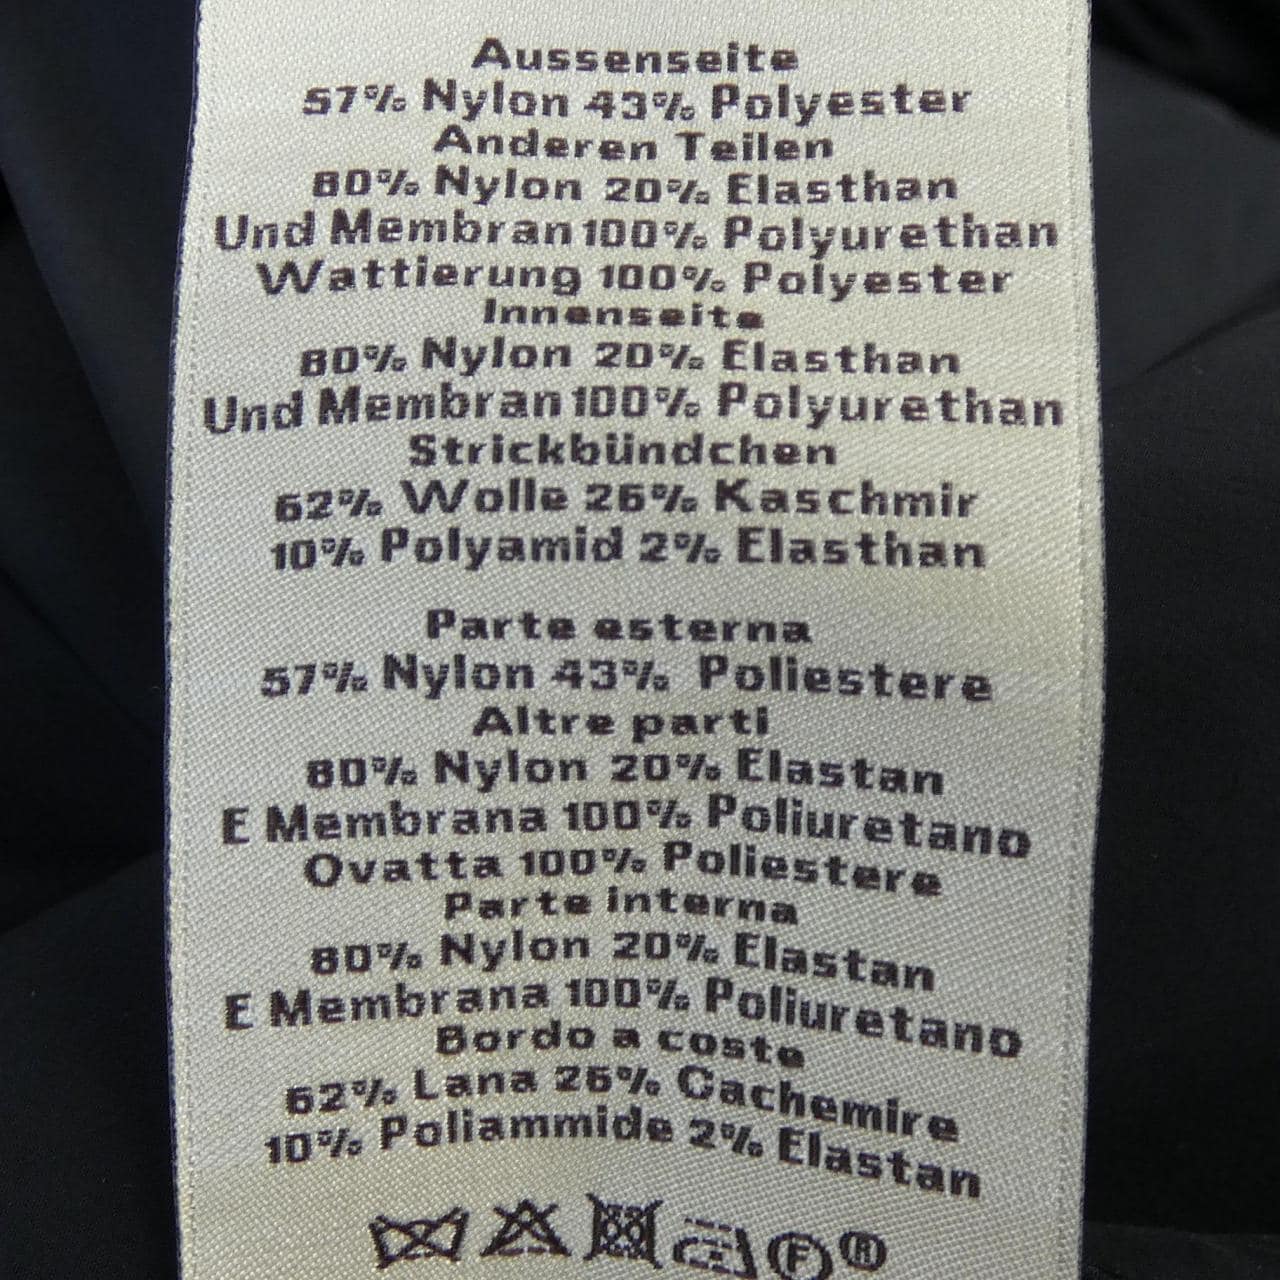 Aussenseite
57% Nylon 43% Polyester
Anderen Teilen
80% Nylon 20% Elasthan
Und Membran 100% Polyurethan
Wattierung 100% Polyester
Innenseite
80% Nylon 20% Elasthan
Und Membran 100% Polyurethan
Strickbündchen
62% Wolle 26% Kaschmir
10% Polyamid 2% Elasthan
Parte esterna
57% Nylon 43% Poliestere
Altre parti
80% Nylon 20% Elastan
E Membrana 100% Poliuretano
Ovatta 100% Poliestere
Parte interna
80% Nylon 20% Elastan
E Membrana 100% Poliuretano
Bordo a coste
62% Lana 26% Cachemire
10% Poliammide 2% Elastan
F ®